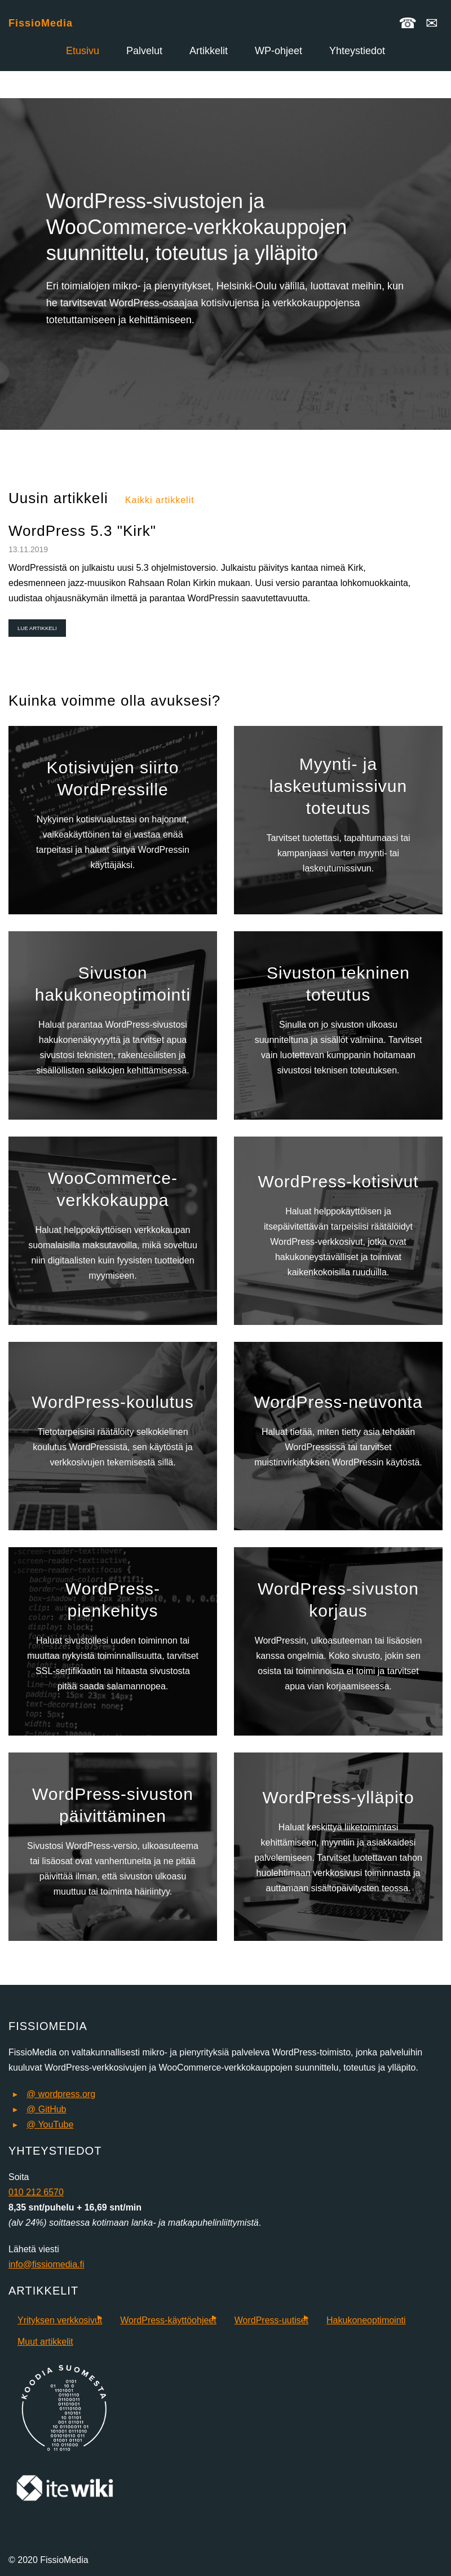 FissioMedia
☎ ✉
Etusivu Palvelut Artikkelit WP-ohjeet Yhteystiedot
WordPress-sivustojen ja
WooCommerce-verkkokauppojen
suunnittelu, toteutus ja ylläpito
Eri toimialojen mikro- ja pienyritykset, Helsinki-Oulu välillä, luottavat meihin, kun
he tarvitsevat WordPress-osaajaa kotisivujensa ja verkkokauppojensa
totetuttamiseen ja kehittämiseen.
Uusin artikkeli Kaikki artikkelit
WordPress 5.3 "Kirk"
13.11.2019
WordPressistä on julkaistu uusi 5.3 ohjelmistoversio. Julkaistu päivitys kantaa nimeä Kirk,
edesmenneen jazz-muusikon Rahsaan Rolan Kirkin mukaan. Uusi versio parantaa lohkomuokkainta,
uudistaa ohjausnäkymän ilmettä ja parantaa WordPressin saavutettavuutta.
LUE ARTIKKELI
Kuinka voimme olla avuksesi?
Kotisivujen siirto
WordPressille
Nykyinen kotisivualustasi on hajonnut,
vaikeakäyttöinen tai ei vastaa enää
tarpeitasi ja haluat siirtyä WordPressin
käyttäjäksi.
Myynti- ja
laskeutumissivun
toteutus
Tarvitset tuotettasi, tapahtumaasi tai
kampanjaasi varten myynti- tai
laskeutumissivun.
Sivuston
hakukoneoptimointi
Haluat parantaa WordPress-sivustosi
hakukonenäkyvyyttä ja tarvitset apua
sivustosi teknisten, rakenteellisten ja
sisällöllisten seikkojen kehittämisessä.
Sivuston tekninen
toteutus
Sinulla on jo sivuston ulkoasu
suunniteltuna ja sisällöt valmiina. Tarvitset
vain luotettavan kumppanin hoitamaan
sivustosi teknisen toteutuksen.
WooCommerce-
verkkokauppa
Haluat helppokäyttöisen verkkokaupan
suomalaisilla maksutavoilla, mikä soveltuu
niin digitaalisten kuin fyysisten tuotteiden
myymiseen.
WordPress-kotisivut
Haluat helppokäyttöisen ja
itsepäivitettävän tarpeisiisi räätälöidyt
WordPress-verkkosivut, jotka ovat
hakukoneystävälliset ja toimivat
kaikenkokoisilla ruuduilla.
WordPress-koulutus
Tietotarpeisiisi räätälöity selkokielinen
koulutus WordPressistä, sen käytöstä ja
verkkosivujen tekemisestä sillä.
WordPress-neuvonta
Haluat tietää, miten tietty asia tehdään
WordPressissä tai tarvitset
muistinvirkistyksen WordPressin käytöstä.
WordPress-
pienkehitys
Haluat sivustollesi uuden toiminnon tai
muuttaa nykyistä toiminnallisuutta, tarvitset
SSL-sertifikaatin tai hitaasta sivustosta
pitää saada salamannopea.
WordPress-sivuston
korjaus
WordPressin, ulkoasuteeman tai lisäosien
kanssa ongelmia. Koko sivusto, jokin sen
osista tai toiminnoista ei toimi ja tarvitset
apua vian korjaamiseessa.
WordPress-sivuston
päivittäminen
Sivustosi WordPress-versio, ulkoasuteema
tai lisäosat ovat vanhentuneita ja ne pitää
päivittää ilman, että sivuston ulkoasu
muuttuu tai toiminta häiriintyy.
WordPress-ylläpito
Haluat keskittyä liiketoimintasi
kehittämiseen, myyntiin ja asiakkaidesi
palvelemiseen. Tarvitset luotettavan tahon
huolehtimaan verkkosivusi toiminnasta ja
auttamaan sisältöpäivitysten teossa.
FISSIOMEDIA
FissioMedia on valtakunnallisesti mikro- ja pienyrityksiä palveleva WordPress-toimisto, jonka palveluihin
kuuluvat WordPress-verkkosivujen ja WooCommerce-verkkokauppojen suunnittelu, toteutus ja ylläpito.
▸ @ wordpress.org
▸ @ GitHub
▸ @ YouTube
YHTEYSTIEDOT
Soita
010 212 6570
8,35 snt/puhelu + 16,69 snt/min
(alv 24%) soittaessa kotimaan lanka- ja matkapuhelinliittymistä.
Lähetä viesti
info@fissiomedia.fi
ARTIKKELIT
Yrityksen verkkosivut WordPress-käyttöohjeet WordPress-uutiset Hakukoneoptimointi
Muut artikkelit
KOODIA SUOMESTA
itewiki
© 2020 FissioMedia